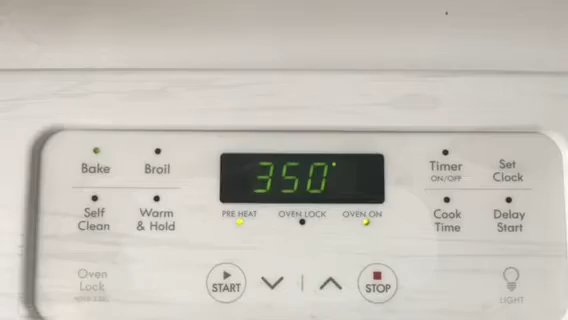 350°
Bake
Broil
Timer
ON/OFF
Set
Clock
PRE HEAT
OVEN LOCK
OVEN ON
Self
Clean
Warm
& Hold
Cook
Time
Delay
Start
Oven
Lock
START
STOP
LIGHT